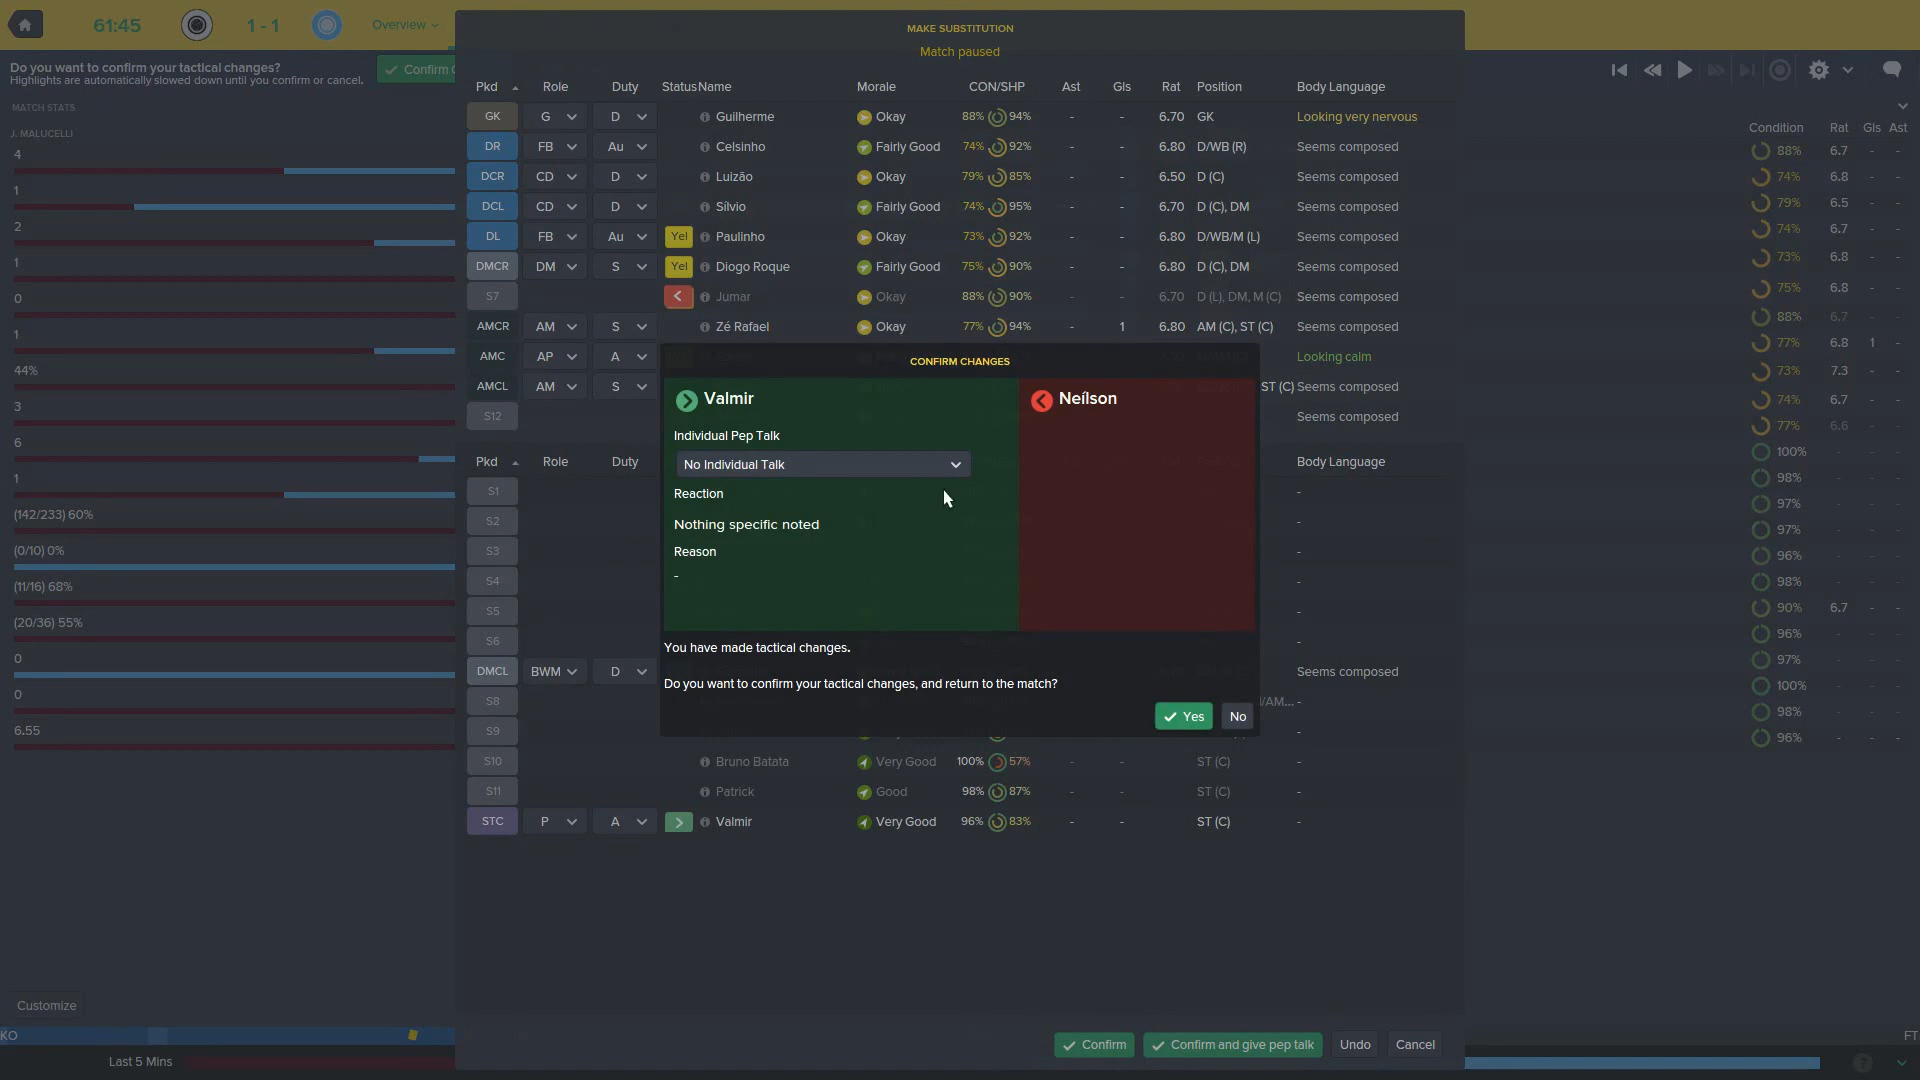 61:45
1 - 1
Overview
MAKE SUBSTITUTION
Match paused
Do you want to confirm your tactical changes?
Highlights are automatically slowed down until you confirm or cancel.
Confirm
MATCH STATS
J. MALUCELLI
4
1
2
1
0
1
44%
3
6
1
(142/233) 60%
(0/10) 0%
(11/16) 68%
(20/36) 55%
0
0
6.55
Customize
KO
Last 5 Mins
Pkd Role Duty Status Name Morale CON/SHP Ast Gls Rat Position Body Language
GK G D Guilherme Okay 88% 94% - - 6.70 GK Looking very nervous
DR FB Au Celsinho Fairly Good 74% 92% - - 6.80 D/WB (R) Seems composed
DCR CD D Luizão Okay 79% 85% - - 6.50 D (C) Seems composed
DCL CD D Sílvio Fairly Good 74% 95% - - 6.70 D (C), DM Seems composed
DL FB Au Yel Paulinho Okay 73% 92% - - 6.80 D/WB/M (L) Seems composed
DMCR DM S Yel Diogo Roque Fairly Good 75% 90% - - 6.80 D (C), DM Seems composed
S7 Jumar Okay 88% 90% - - 6.70 D (L), DM, M (C) Seems composed
AMCR AM S Zé Rafael Okay 77% 94% - 1 6.80 AM (C), ST (C) Seems composed
AMC AP A Looking calm
AMCL AM S ST (C) Seems composed
S12 Seems composed
CONFIRM CHANGES
Valmir
Neílson
Individual Pep Talk
No Individual Talk
Reaction
Nothing specific noted
Reason
-
You have made tactical changes.
Do you want to confirm your tactical changes, and return to the match?
Yes No
Pkd Role Duty Body Language
S1 -
S2 -
S3 -
S4 -
S5 -
S6 -
DMCL BWM D Seems composed
S8 /AM... -
S9 -
S10 Bruno Batata Very Good 100% 57% - - ST (C) -
S11 Patrick Good 98% 87% - - ST (C) -
STC P A Valmir Very Good 96% 83% - - ST (C) -
Confirm Confirm and give pep talk Undo Cancel
Condition Rat Gls Ast
88% 6.7 - -
74% 6.8 - -
79% 6.5 - -
74% 6.7 - -
73% 6.8 - -
75% 6.8 - -
88% 6.7 - -
77% 6.8 1 -
73% 7.3 - -
74% 6.7 - -
77% 6.6 - -
100% - - -
98% - - -
97% - - -
97% - - -
96% - - -
98% - - -
90% 6.7 - -
96% - - -
97% - - -
100% - - -
98% - - -
96% - - -
FT